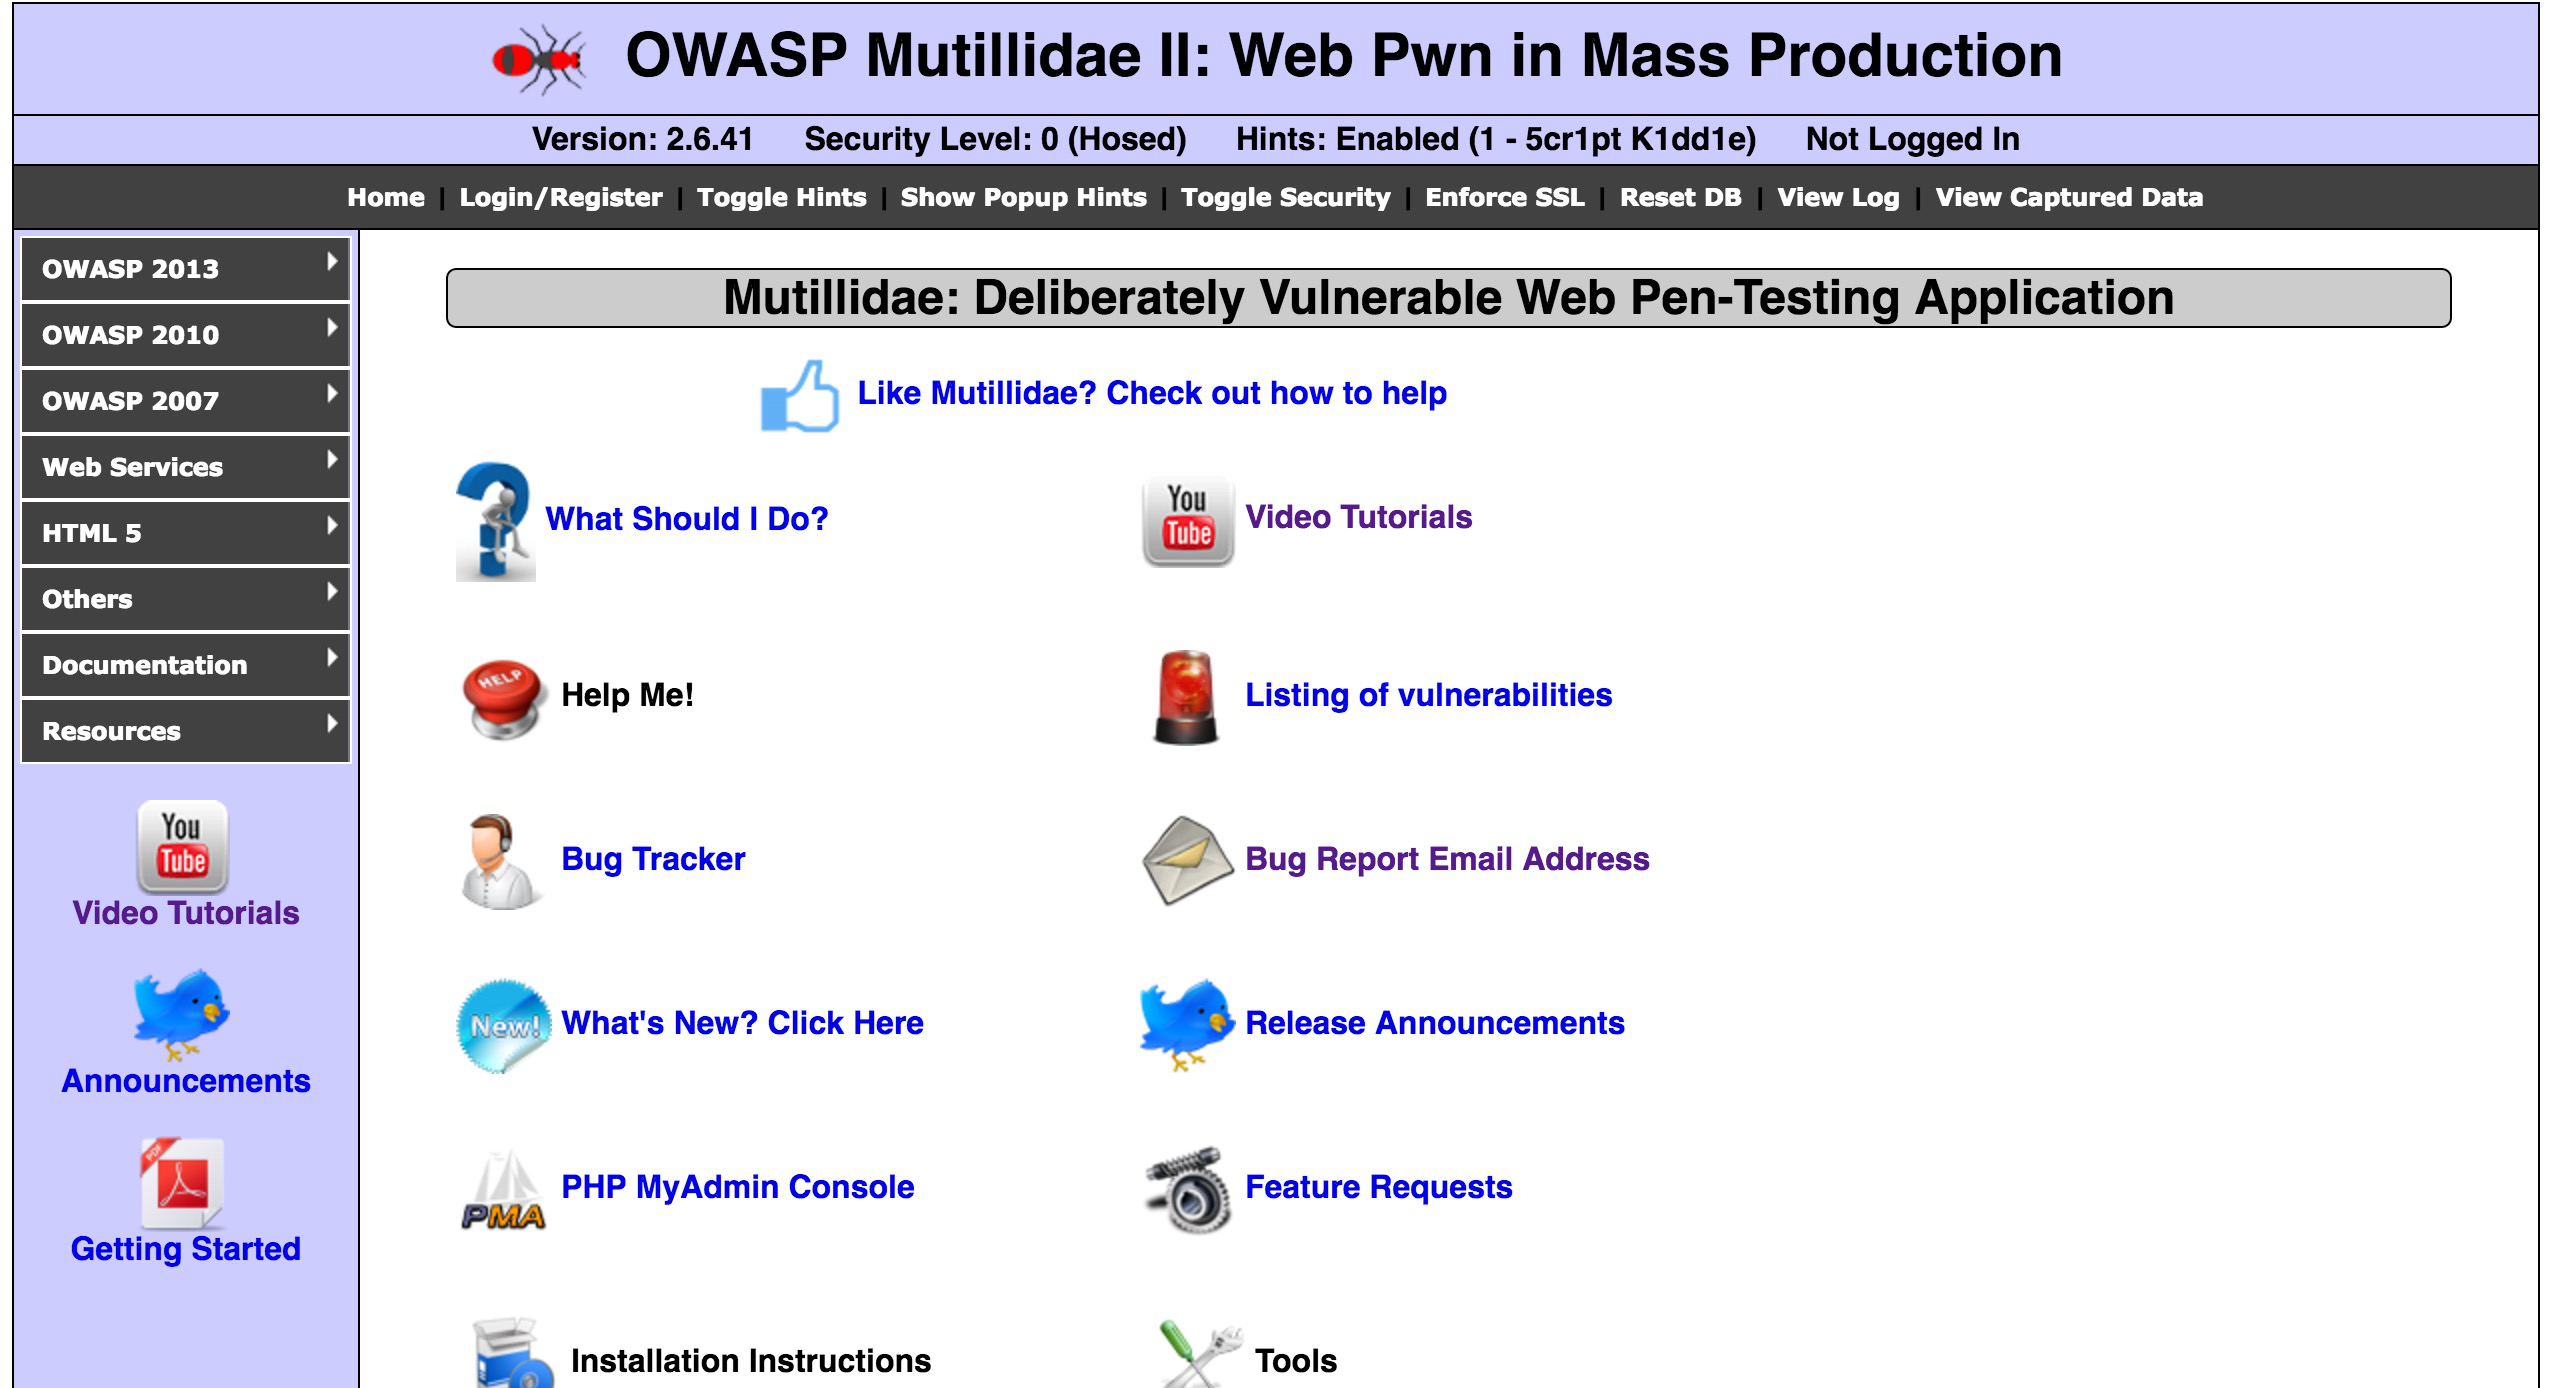 OWASP Mutillidae II: Web Pwn in Mass Production
Version: 2.6.41 Security Level: 0 (Hosed) Hints: Enabled (1 - 5cr1pt K1dd1e) Not Logged In
Home | Login/Register | Toggle Hints | Show Popup Hints | Toggle Security | Enforce SSL | Reset DB | View Log | View Captured Data
OWASP 2013
OWASP 2010
OWASP 2007
Web Services
HTML 5
Others
Documentation
Resources
You
Tube
Video Tutorials
Announcements
PDF
Getting Started
Mutillidae: Deliberately Vulnerable Web Pen-Testing Application
Like Mutillidae? Check out how to help
What Should I Do?
You
Tube
Video Tutorials
HELP
Help Me!
Listing of vulnerabilities
Bug Tracker
Bug Report Email Address
New!
What's New? Click Here
Release Announcements
PMA
PHP MyAdmin Console
Feature Requests
Installation Instructions
Tools